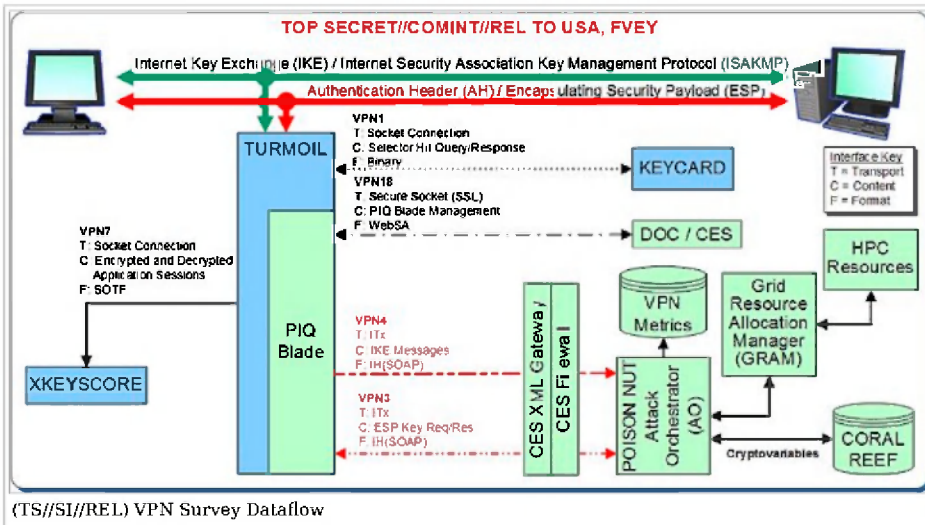 TOP SECRET//COMINT//REL TO USA, FVEY
Internet Key Exchange (IKE) / Internet Security Association Key Management Protocol (ISAKMP)
Authentication Header (AH) / Encapsulating Security Payload (ESP)
TURMOIL
VPN1
T: Socket Connection
C: Selector Hit Query/Response
F: Binary
KEYCARD
Interface Key
T = Transport
C = Content
F = Format
VPN18
T: Secure Socket (SSL)
C: PIQ Blade Management
F: WebSA
DOC / CES
VPN7
T: Socket Connection
C: Encrypted and Decrypted
Application Sessions
F: SOTF
XKEYSCORE
PIQ
Blade
VPN4
T: ITx
C: IKE Messages
F: IH(SOAP)
VPN3
T: ITx
C: ESP Key Req/Res
F: IH(SOAP)
CES XML Gateway
CES Firewall
VPN
Metrics
POISON NUT
Attack
Orchestrator
(AO)
Grid
Resource
Allocation
Manager
(GRAM)
HPC
Resources
Cryptovariables
CORAL
REEF
(TS//SI//REL) VPN Survey Dataflow